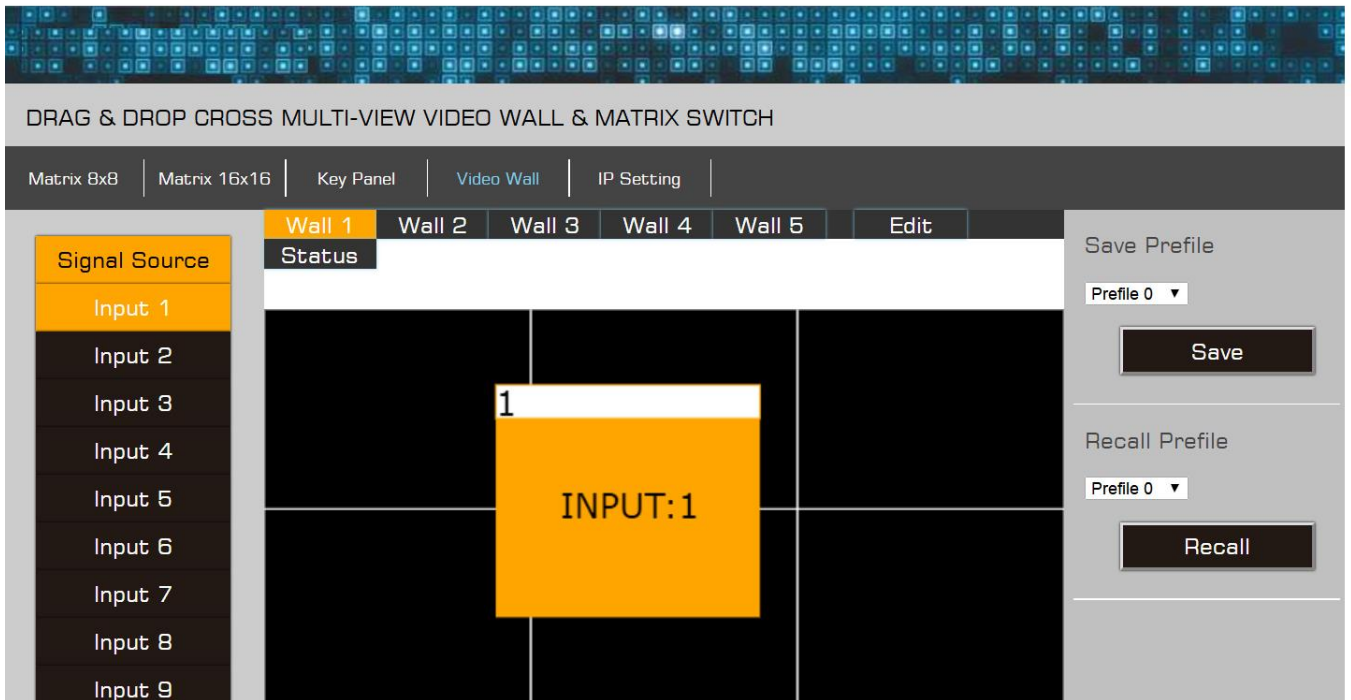 DRAG & DROP CROSS MULTI-VIEW VIDEO WALL & MATRIX SWITCH
Matrix 8x8 Matrix 16x16 Key Panel Video Wall IP Setting
Wall 1 Wall 2 Wall 3 Wall 4 Wall 5 Edit
Status
Signal Source
Input 1
Input 2
Input 3
Input 4
Input 5
Input 6
Input 7
Input 8
Input 9
1
INPUT:1
Save Prefile
Prefile 0
Save
Recall Prefile
Prefile 0
Recall